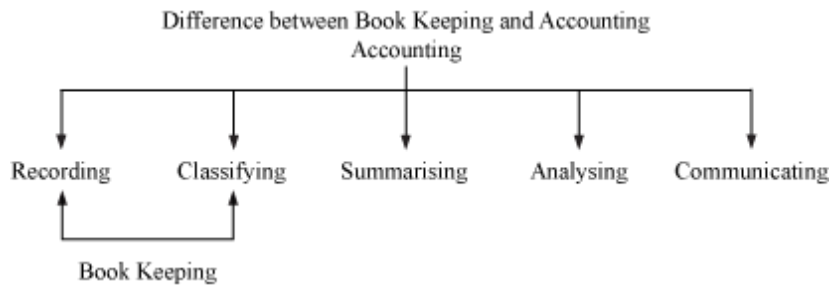 Difference between Book Keeping and Accounting
Accounting
Recording Classifying Summarising Analysing Communicating
Book Keeping